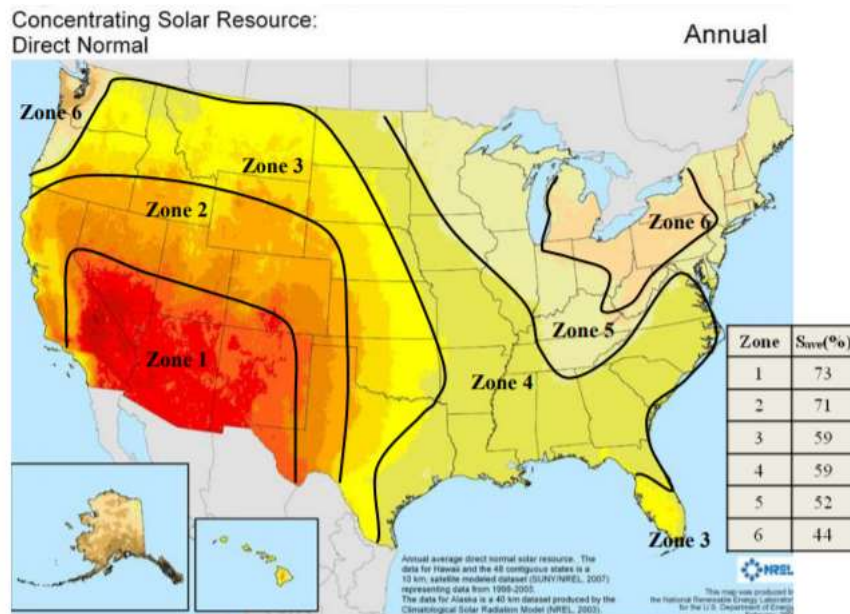 Concentrating Solar Resource:
Direct Normal
Annual
Zone 6
Zone 3
Zone 2
Zone 6
Zone 5
Zone 1
Zone 4
Zone 3
Zone Save(%)
1 73
2 71
3 59
4 59
5 52
6 44
Annual average direct normal solar resource. The
data for Hawaii and the 48 contiguous states is a
10 km, satellite modeled dataset (SUNY/NREL, 2007)
representing data from 1998-2005.
The data for Alaska is a 40 km dataset produced by the
Climatological Solar Radiation Model (NREL, 2003).
NREL
This map was produced b
the National Renewable Energy Laborator
for the U.S. Department of Energ